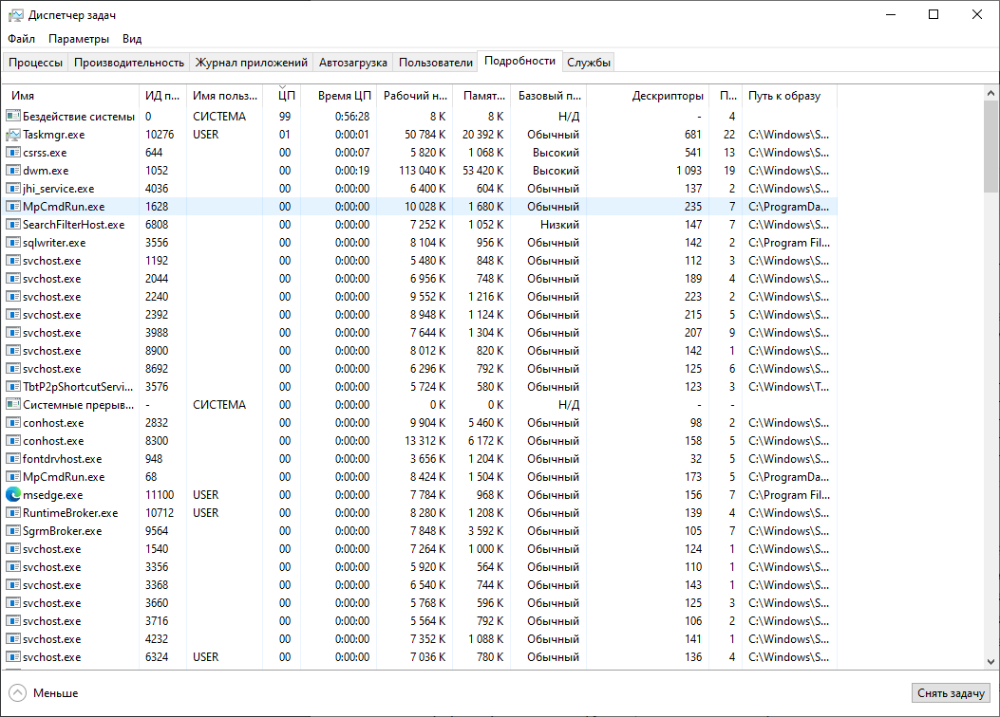 Диспетчер задач
Файл Параметры Вид
Процессы Производительность Журнал приложений Автозагрузка Пользователи Подробности Службы
Имя ИД п... Имя польз... ЦП Время ЦП Рабочий н... Памят... Базовый п... Дескрипторы П... Путь к образу
Бездействие системы 0 СИСТЕМА 99 0:56:28 8 K 8 K Н/Д - 4
Taskmgr.exe 10276 USER 01 0:00:01 50 784 K 20 392 K Обычный 681 22 C:\Windows\S...
csrss.exe 644 00 0:00:07 5 820 K 1 068 K Высокий 541 13 C:\Windows\S...
dwm.exe 1052 00 0:00:19 113 040 K 53 420 K Высокий 1 093 19 C:\Windows\S...
jhi_service.exe 4036 00 0:00:00 6 400 K 604 K Обычный 137 2 C:\Windows\S...
MpCmdRun.exe 1628 00 0:00:00 10 028 K 1 680 K Обычный 235 7 C:\ProgramDa...
SearchFilterHost.exe 6808 00 0:00:00 7 252 K 1 052 K Низкий 147 7 C:\Windows\S...
sqlwriter.exe 3556 00 0:00:00 8 104 K 956 K Обычный 142 2 C:\Program Fil...
svchost.exe 1192 00 0:00:00 5 480 K 848 K Обычный 112 3 C:\Windows\S...
svchost.exe 2044 00 0:00:00 6 956 K 748 K Обычный 189 4 C:\Windows\S...
svchost.exe 2240 00 0:00:00 9 552 K 1 216 K Обычный 223 2 C:\Windows\S...
svchost.exe 2392 00 0:00:00 8 948 K 1 124 K Обычный 215 5 C:\Windows\S...
svchost.exe 3988 00 0:00:00 7 644 K 1 304 K Обычный 207 9 C:\Windows\S...
svchost.exe 8900 00 0:00:00 8 012 K 820 K Обычный 142 1 C:\Windows\S...
svchost.exe 8692 00 0:00:00 6 296 K 792 K Обычный 125 6 C:\Windows\S...
TbtP2pShortcutServi... 3576 00 0:00:00 5 724 K 580 K Обычный 123 3 C:\Windows\T...
Системные прерыв... - СИСТЕМА 00 0:00:00 0 K 0 K Н/Д - -
conhost.exe 2832 00 0:00:00 9 904 K 5 460 K Обычный 98 2 C:\Windows\S...
conhost.exe 8300 00 0:00:00 13 312 K 6 172 K Обычный 158 5 C:\Windows\S...
fontdrvhost.exe 948 00 0:00:00 3 656 K 1 204 K Обычный 32 5 C:\Windows\S...
MpCmdRun.exe 68 00 0:00:00 8 424 K 1 504 K Обычный 173 5 C:\ProgramDa...
msedge.exe 11100 USER 00 0:00:00 7 784 K 968 K Обычный 156 7 C:\Program Fil...
RuntimeBroker.exe 10712 USER 00 0:00:00 8 280 K 1 208 K Обычный 139 4 C:\Windows\S...
SgrmBroker.exe 9564 00 0:00:00 7 848 K 3 592 K Обычный 105 7 C:\Windows\S...
svchost.exe 1540 00 0:00:00 7 264 K 1 000 K Обычный 124 1 C:\Windows\S...
svchost.exe 3356 00 0:00:00 5 920 K 564 K Обычный 110 1 C:\Windows\S...
svchost.exe 3368 00 0:00:00 6 540 K 744 K Обычный 143 1 C:\Windows\S...
svchost.exe 3660 00 0:00:00 5 768 K 596 K Обычный 125 3 C:\Windows\S...
svchost.exe 3716 00 0:00:00 5 564 K 792 K Обычный 106 2 C:\Windows\S...
svchost.exe 4232 00 0:00:00 7 352 K 1 088 K Обычный 141 1 C:\Windows\S...
svchost.exe 6324 USER 00 0:00:00 7 036 K 780 K Обычный 136 4 C:\Windows\S...
Меньше Снять задачу